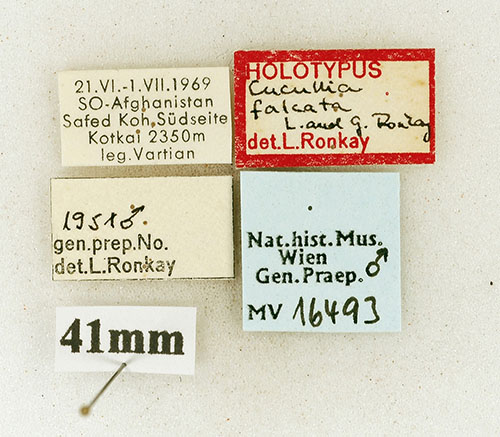 21.VI.-1.VII.1969
SO-Afghanistan
Safed Koh,Südseite
Kotkai 2350m
leg.Vartian
HOLOTYPUS
Cucullia
falcata
L. and G. Ronkay
det.L.Ronkay
1951♂.
gen.prep.No.
det.L.Ronkay
Nat.hist.Mus.
Wien
Gen.Praep.♂
MV 16493
41mm